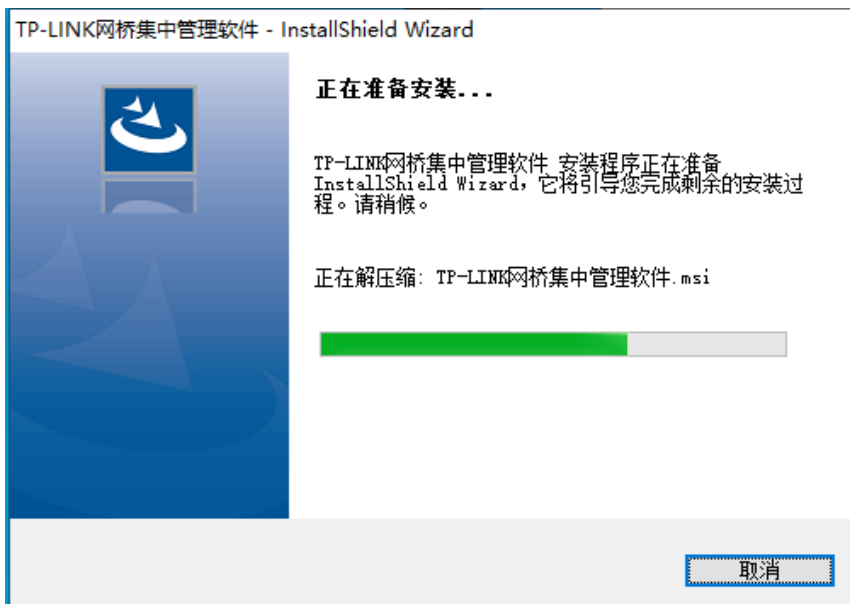 TP-LINK网桥集中管理软件 - InstallShield Wizard
正在准备安装...
TP-LINK网桥集中管理软件 安装程序正在准备
InstallShield Wizard，它将引导您完成剩余的安装过
程。请稍候。
正在解压缩: TP-LINK网桥集中管理软件.msi
取消